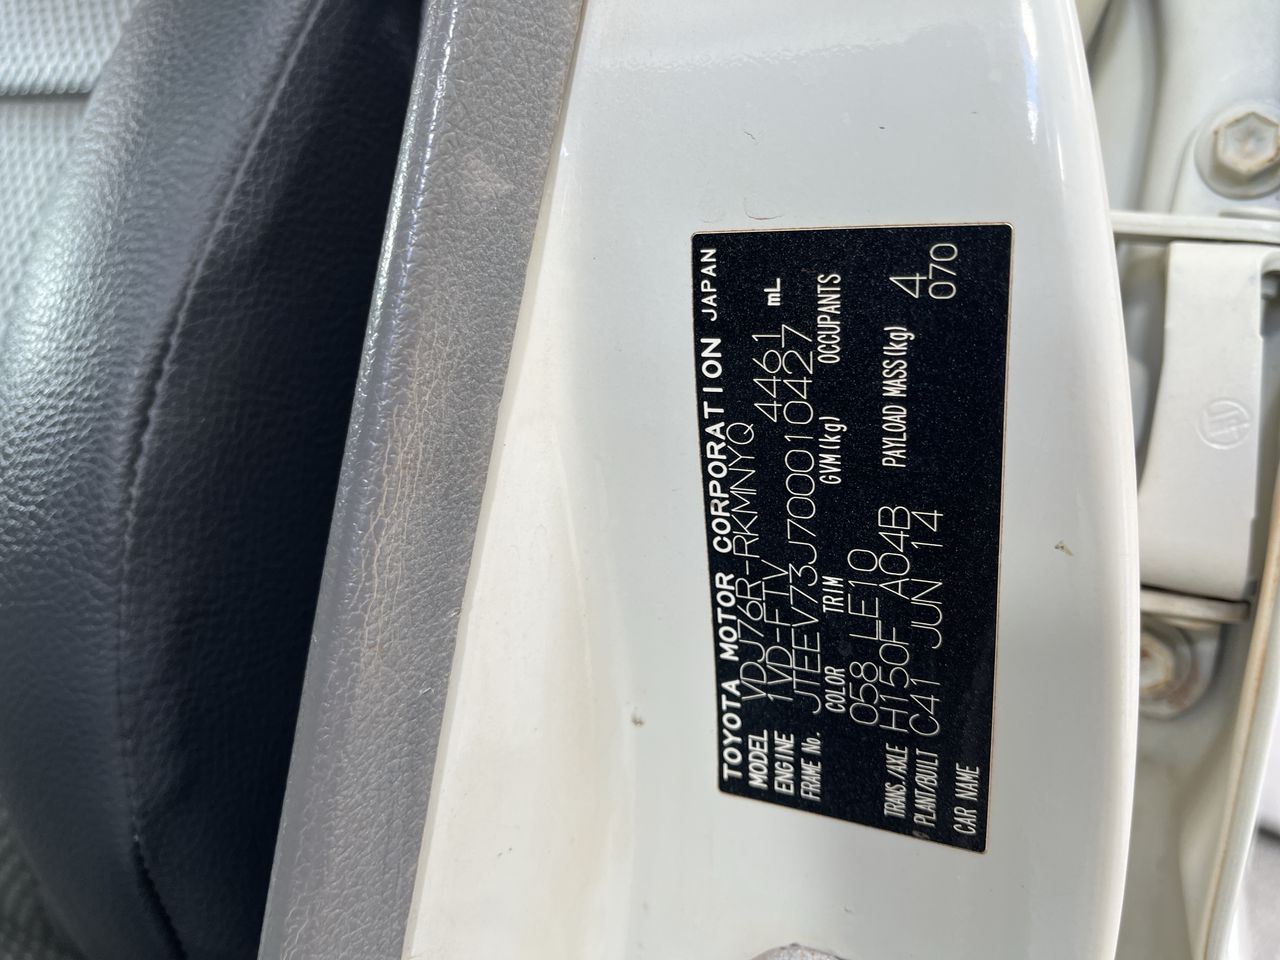 TOYOTA MOTOR CORPORATION JAPAN
MODEL VDJ76R-RKMNYQ
ENGINE 1VD-FTV 4461 mL
FRAME No. JTEEV73J700010427
COLOR TRIM GVM(kg) OCCUPANTS
058 LE10 4
TRANS./AXLE H150F A04B PAYLOAD MASS(kg) 070
PLANT/BUILT C41 JUN 14
CAR NAME